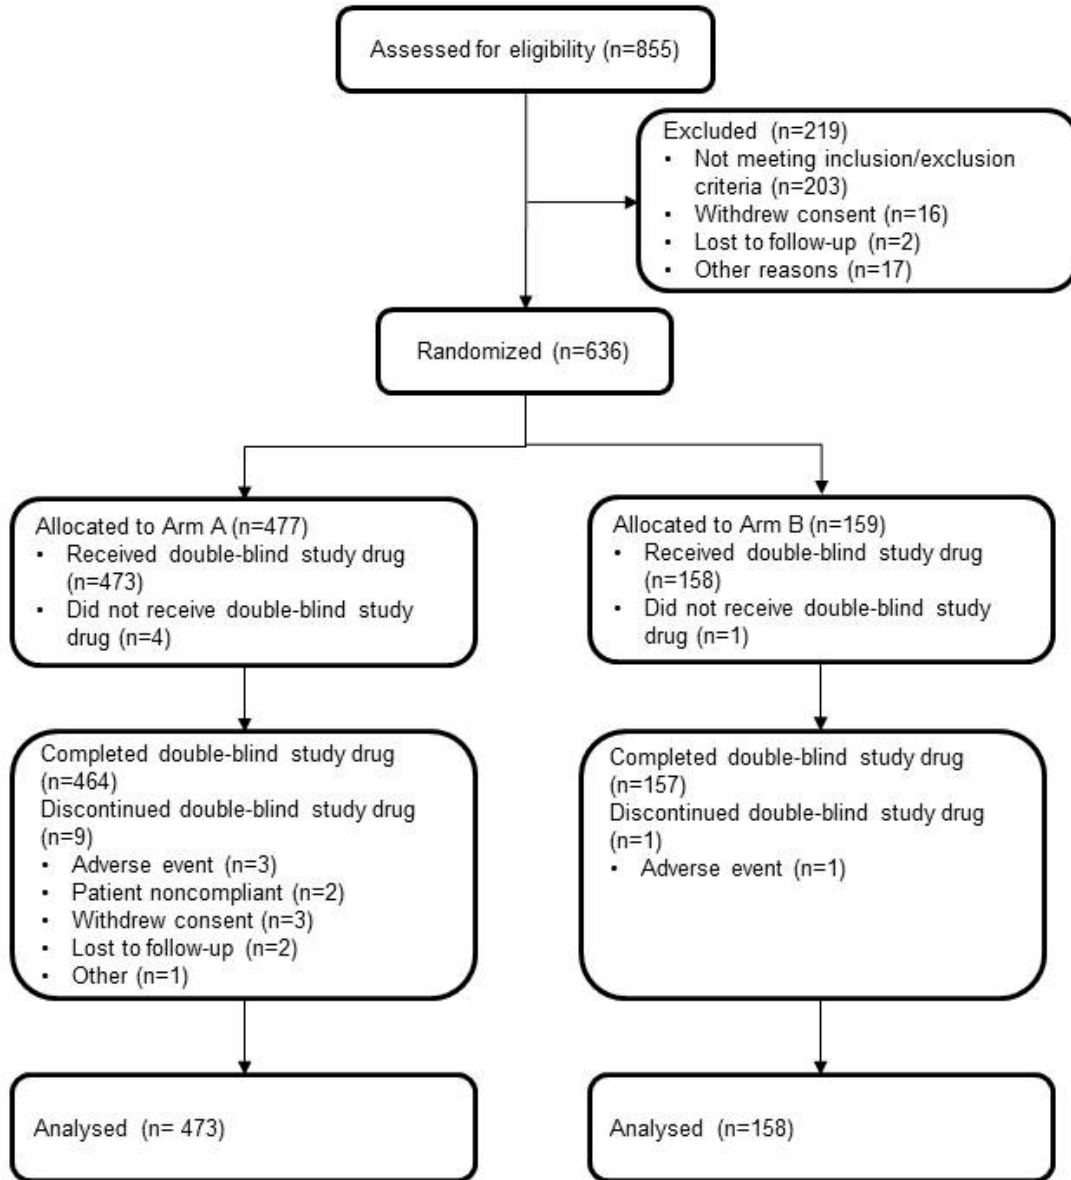 Assessed for eligibility (n=855)
Excluded (n=219)
• Not meeting inclusion/exclusion
criteria (n=203)
• Withdrew consent (n=16)
• Lost to follow-up (n=2)
• Other reasons (n=17)
Randomized (n=636)
Allocated to Arm A (n=477)
• Received double-blind study drug
(n=473)
• Did not receive double-blind study
drug (n=4)
Allocated to Arm B (n=159)
• Received double-blind study drug
(n=158)
• Did not receive double-blind study
drug (n=1)
Completed double-blind study drug
(n=464)
Discontinued double-blind study drug
(n=9)
• Adverse event (n=3)
• Patient noncompliant (n=2)
• Withdrew consent (n=3)
• Lost to follow-up (n=2)
• Other (n=1)
Completed double-blind study drug
(n=157)
Discontinued double-blind study drug
(n=1)
• Adverse event (n=1)
Analysed (n= 473)
Analysed (n=158)